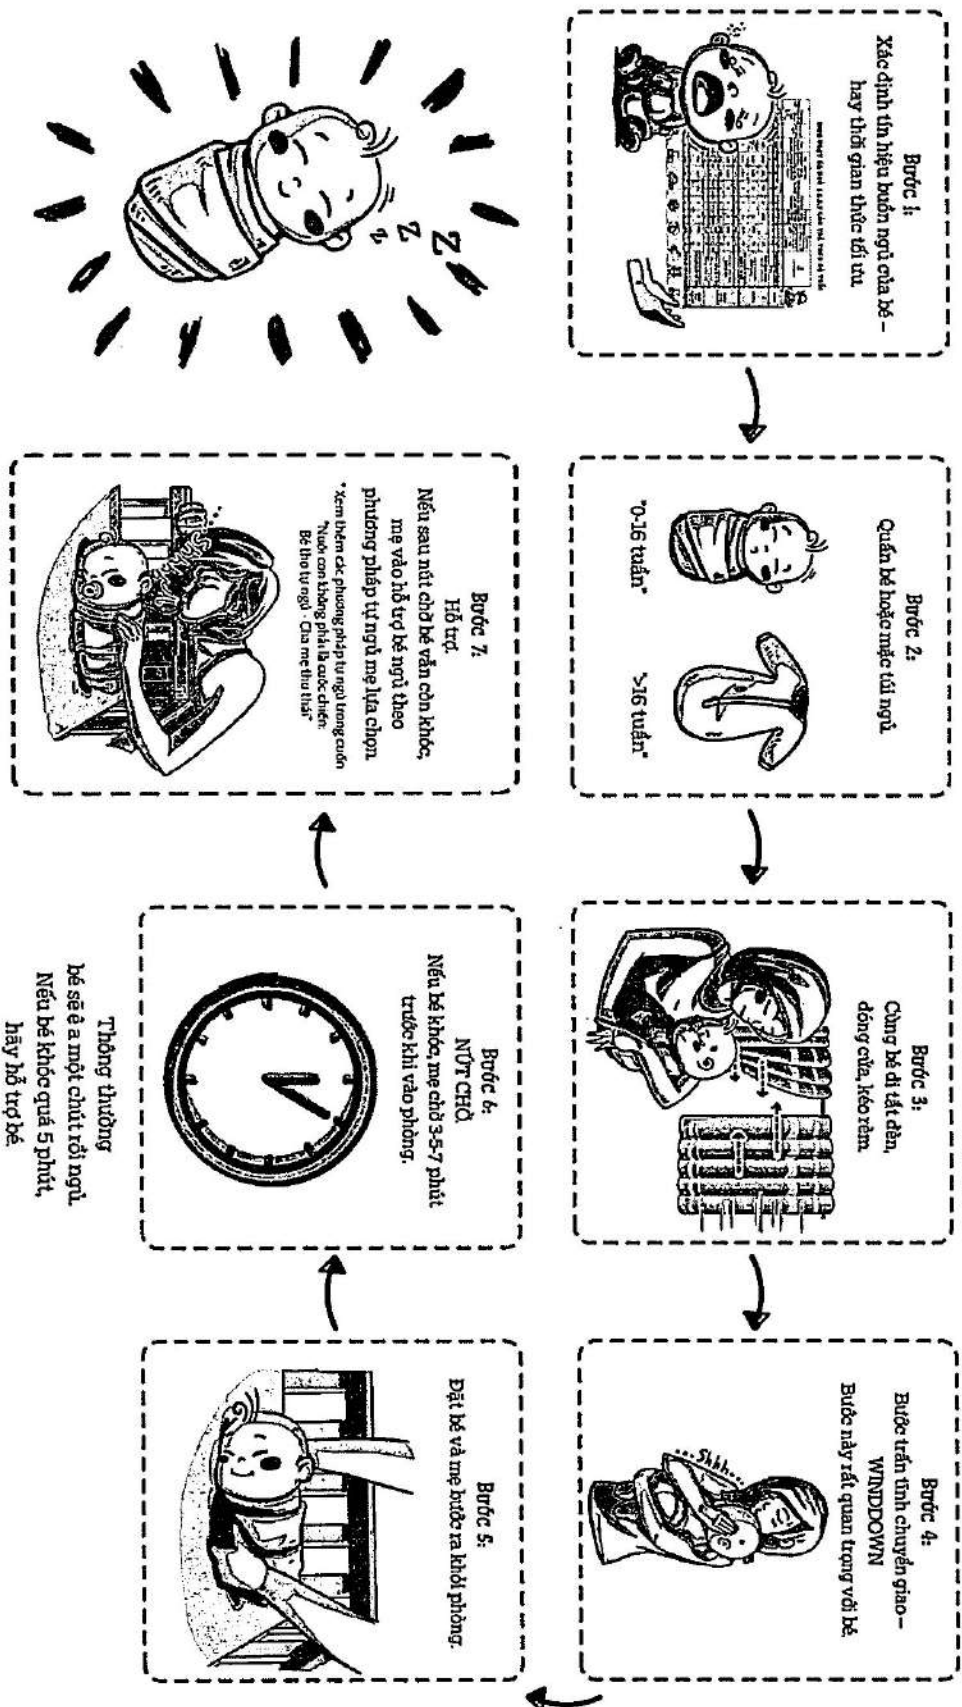 Bước 1:
Xác định tín hiệu buồn ngủ của bé –
hay thời gian thức tối ưu
Bước 2:
Quấn bé hoặc mặc túi ngủ
"0-16 tuần"
">16 tuần"
Bước 3:
Cùng bé đi tắt đèn,
đóng cửa, kéo rèm.
Bước 4:
Bước trấn tĩnh chuyển giao –
WINDDOWN
Bước này rất quan trọng với bé.
...Shhh...
Bước 5:
Đặt bé và mẹ bước ra khỏi phòng.
Bước 6:
NÚT CHỜ.
Nếu bé khóc, mẹ chờ 3-5-7 phút
trước khi vào phòng.
Thông thường
bé sẽ ê a một chút rồi ngủ.
Nếu bé khóc quá 5 phút,
hãy hỗ trợ bé.
Bước 7:
Hỗ trợ.
Nếu sau nút chờ bé vẫn còn khóc,
mẹ vào hỗ trợ bé ngủ theo
phương pháp tự ngủ mẹ lựa chọn.
* Xem thêm các phương pháp tự ngủ trong cuốn
"Nuôi con không phải là cuộc chiến:
Bé thơ tự ngủ - Cha mẹ thư thái"
z Z Z